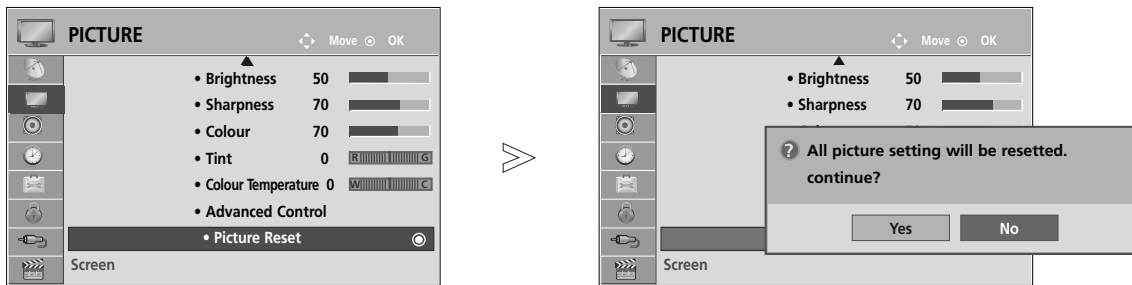 PICTURE
Move OK
• Brightness 50
• Sharpness 70
• Colour 70
• Tint 0 R G
• Colour Temperature 0 W C
• Advanced Control
• Picture Reset
Screen
PICTURE
Move OK
• Brightness 50
• Sharpness 70
? All picture setting will be resetted.
continue?
Yes No
Screen